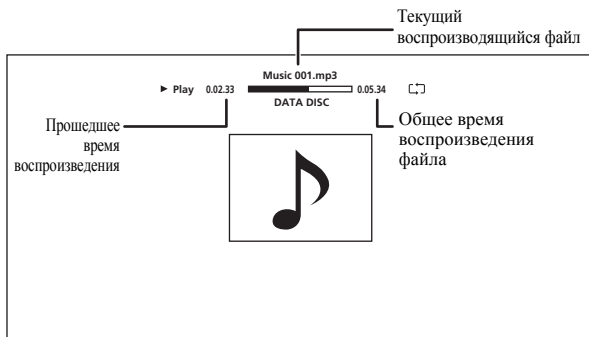 Текущий
воспроизводящийся файл
Music 001.mp3
Play 0.02.33 0.05.34
DATA DISC
Прошедшее
время
воспроизведения
Общее время
воспроизведения
файла